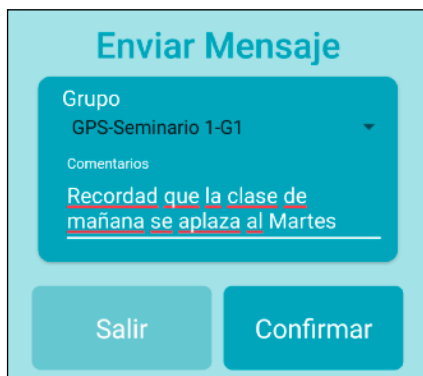 Enviar Mensaje
Grupo
GPS-Seminario 1-G1
Comentarios
Recordad que la clase de
mañana se aplaza al Martes
Salir
Confirmar